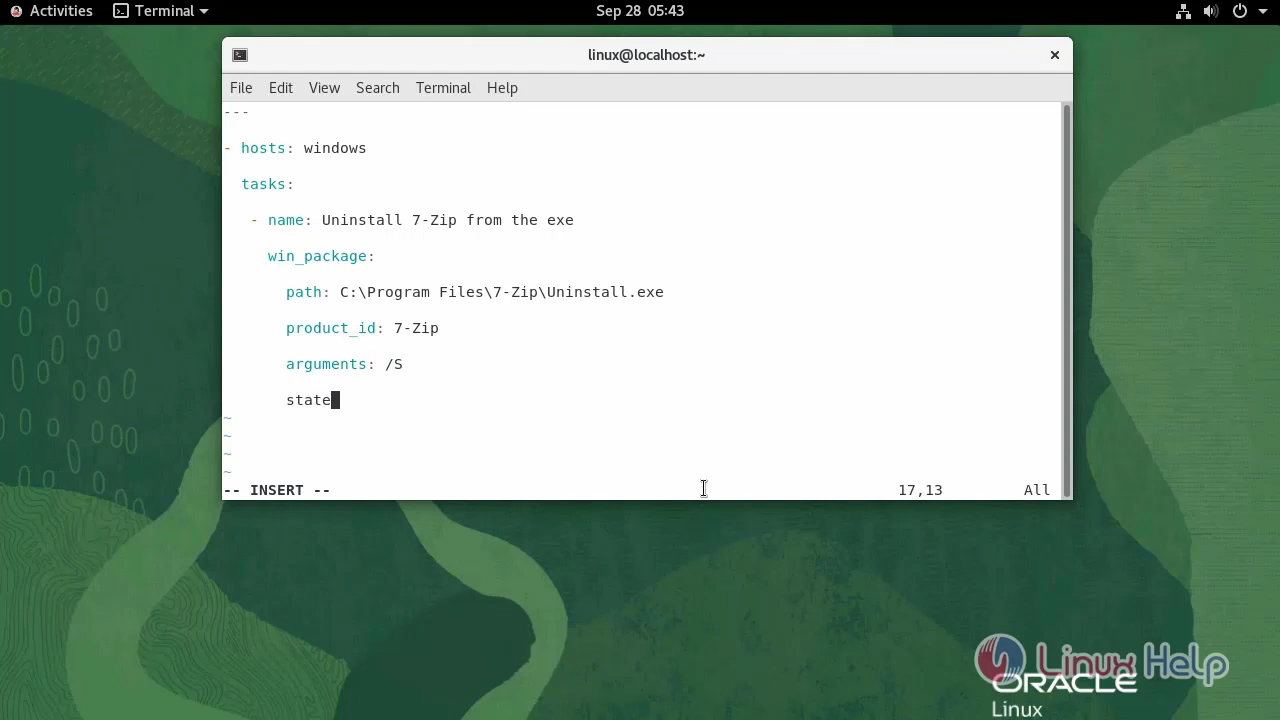 Activities Terminal Sep 28 05:43
linux@localhost:~
File Edit View Search Terminal Help
---
- hosts: windows
tasks:
- name: Uninstall 7-Zip from the exe
win_package:
path: C:\Program Files\7-Zip\Uninstall.exe
product_id: 7-Zip
arguments: /S
state
~
~
~
~
-- INSERT -- 17,13 All
Linux Help
ORACLE
Linux